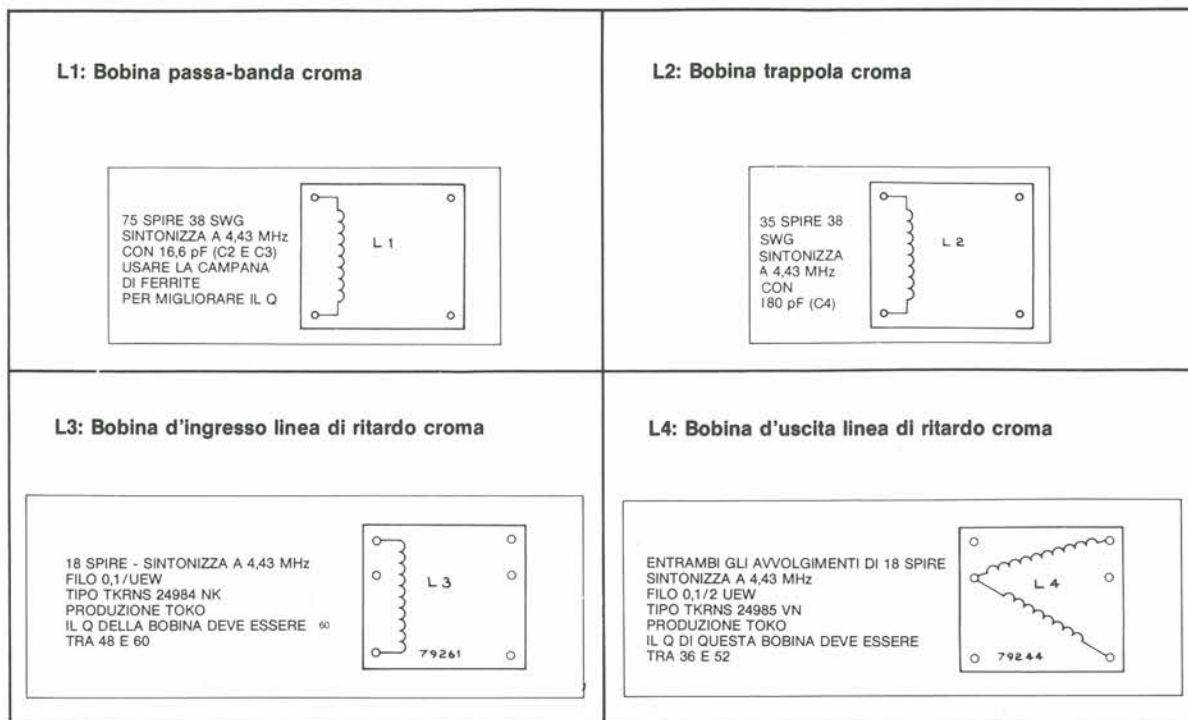 L1: Bobina passa-banda croma
75 SPIRE 38 SWG
SINTONIZZA A 4,43 MHz
CON 16,6 pF (C2 E C3)
USARE LA CAMPANA
DI FERRITE
PER MIGLIORARE IL Q
L1
L2: Bobina trappola croma
35 SPIRE 38
SWG
SINTONIZZA
A 4,43 MHz
CON
180 pF (C4)
L2
L3: Bobina d'ingresso linea di ritardo croma
18 SPIRE - SINTONIZZA A 4,43 MHz
FILO 0,1/UEW
TIPO TKRNS 24984 NK
PRODUZIONE TOKO
IL Q DELLA BOBINA DEVE ESSERE 60
TRA 48 E 60
L3
79261
L4: Bobina d'uscita linea di ritardo croma
ENTRAMBI GLI AVVOLGIMENTI DI 18 SPIRE
SINTONIZZA A 4,43 MHz
FILO 0,1/2 UEW
TIPO TKRNS 24985 VN
PRODUZIONE TOKO
IL Q DI QUESTA BOBINA DEVE ESSERE
TRA 36 E 52
L4
79244